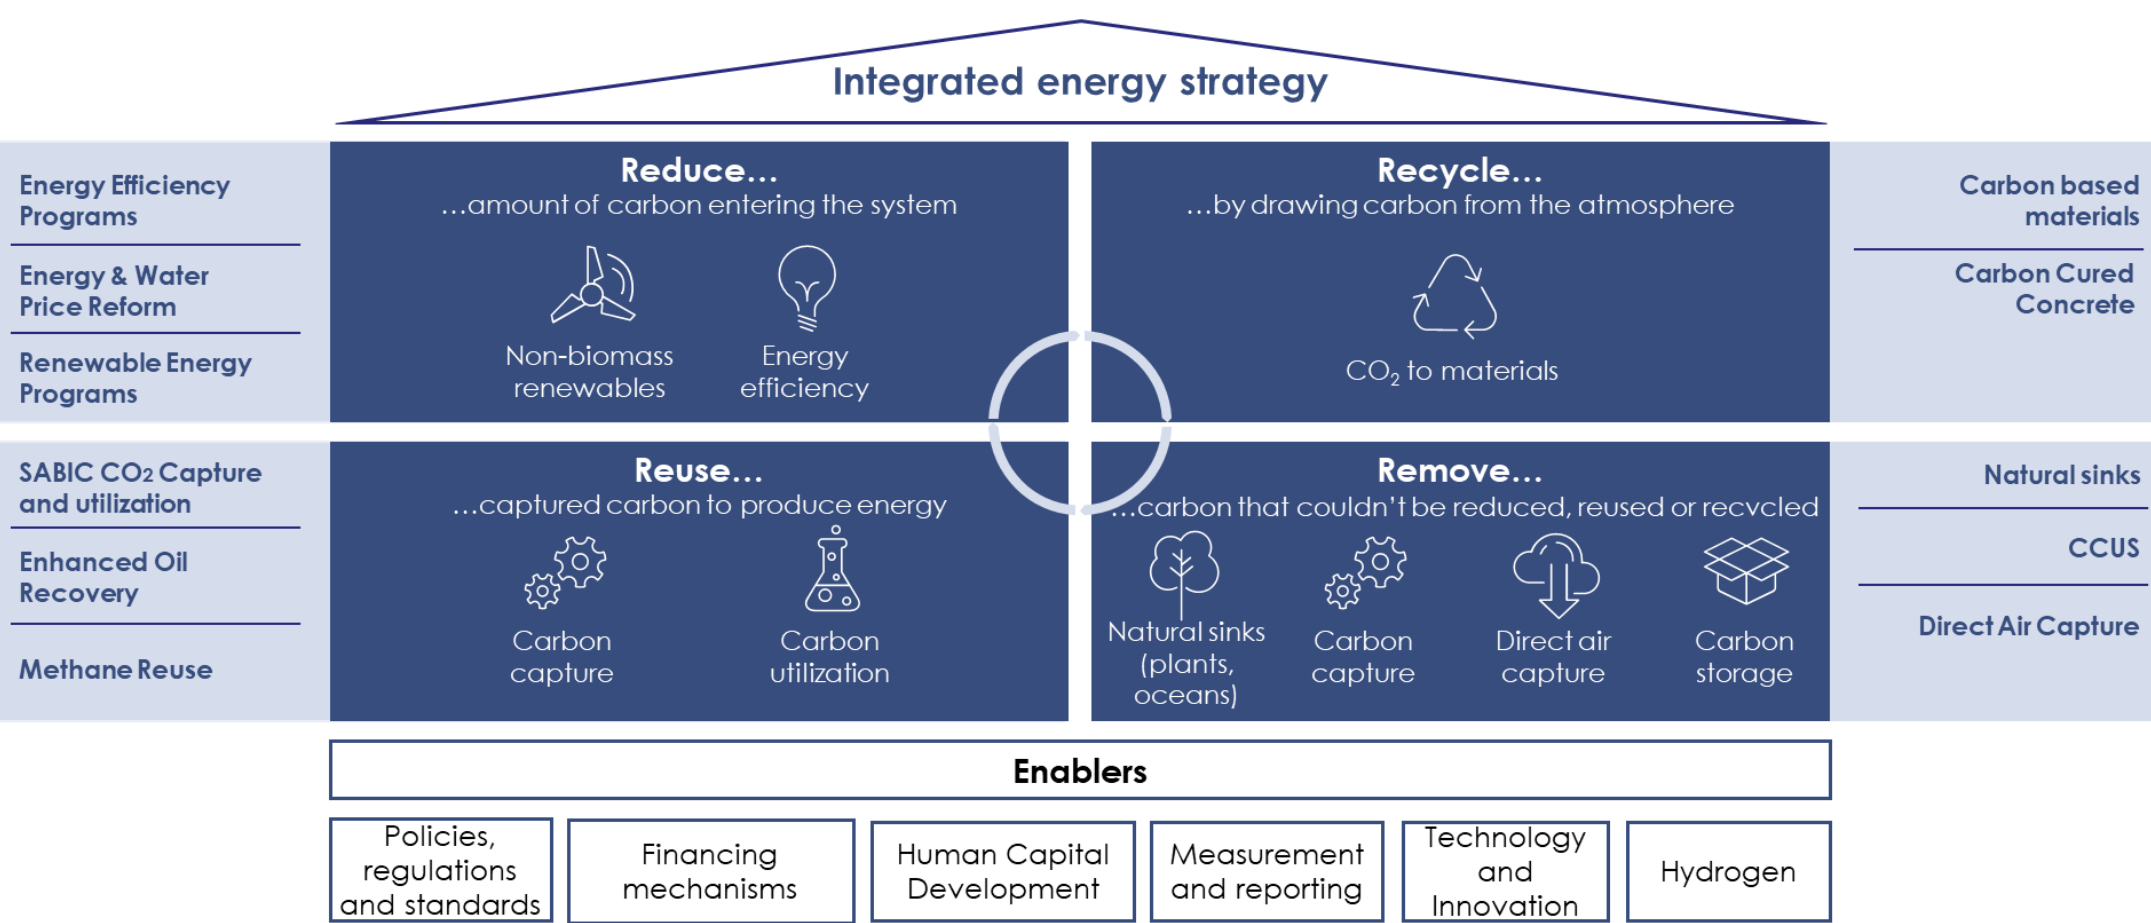 Integrated energy strategy
Energy Efficiency
Programs
Energy & Water
Price Reform
Renewable Energy
Programs
Reduce...
...amount of carbon entering the system
Non-biomass
renewables
Energy
efficiency
Recycle...
...by drawing carbon from the atmosphere
CO₂ to materials
Carbon based
materials
Carbon Cured
Concrete
SABIC CO2 Capture
and utilization
Enhanced Oil
Recovery
Methane Reuse
Reuse...
...captured carbon to produce energy
Carbon
capture
Carbon
utilization
Remove...
...carbon that couldn't be reduced, reused or recycled
Natural sinks
(plants,
oceans)
Carbon
capture
Direct air
capture
Carbon
storage
Natural sinks
CCUS
Direct Air Capture
Enablers
Policies,
regulations
and standards
Financing
mechanisms
Human Capital
Development
Measurement
and reporting
Technology
and
Innovation
Hydrogen